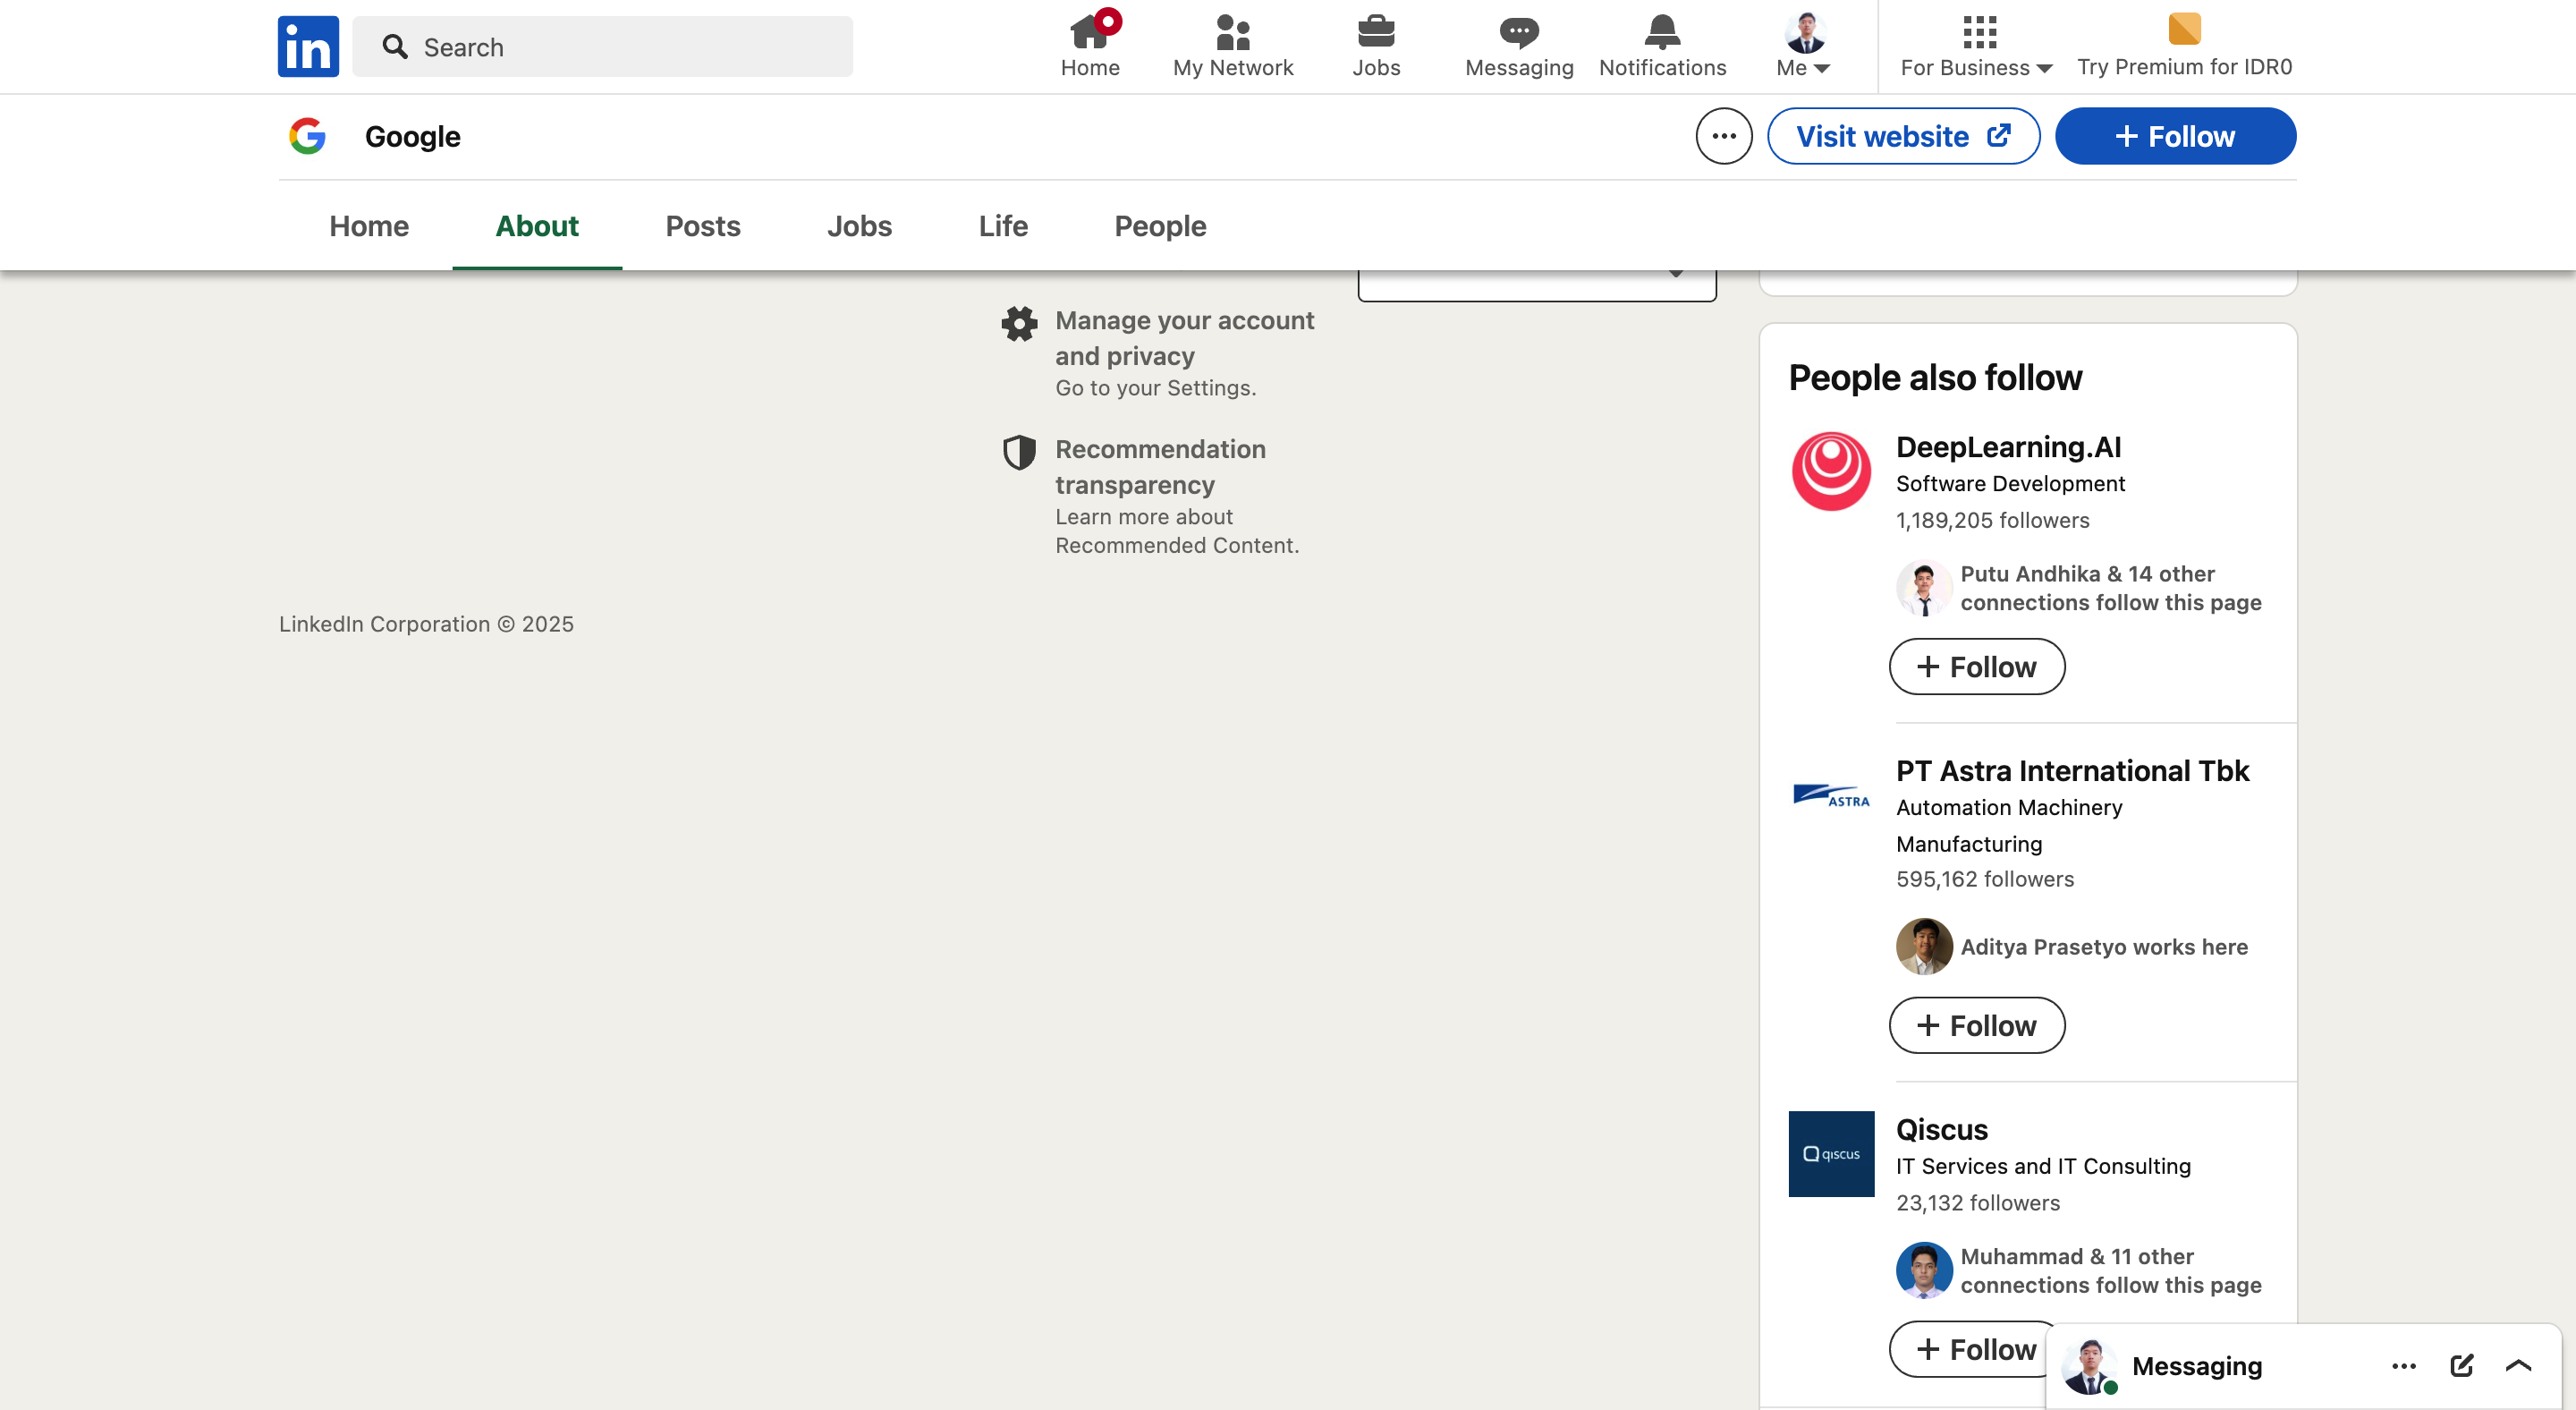 in
Search
Home
My Network
Jobs
Messaging
Notifications
Me
For Business
Try Premium for IDR0
Google
Visit website
+ Follow
Home
About
Posts
Jobs
Life
People
Manage your account
and privacy
Go to your Settings.
Recommendation
transparency
Learn more about
Recommended Content.
LinkedIn Corporation © 2025
People also follow
DeepLearning.AI
Software Development
1,189,205 followers
Putu Andhika & 14 other
connections follow this page
+ Follow
ASTRA
PT Astra International Tbk
Automation Machinery
Manufacturing
595,162 followers
Aditya Prasetyo works here
+ Follow
qiscus
Qiscus
IT Services and IT Consulting
23,132 followers
Muhammad & 11 other
connections follow this page
+ Follow
Messaging